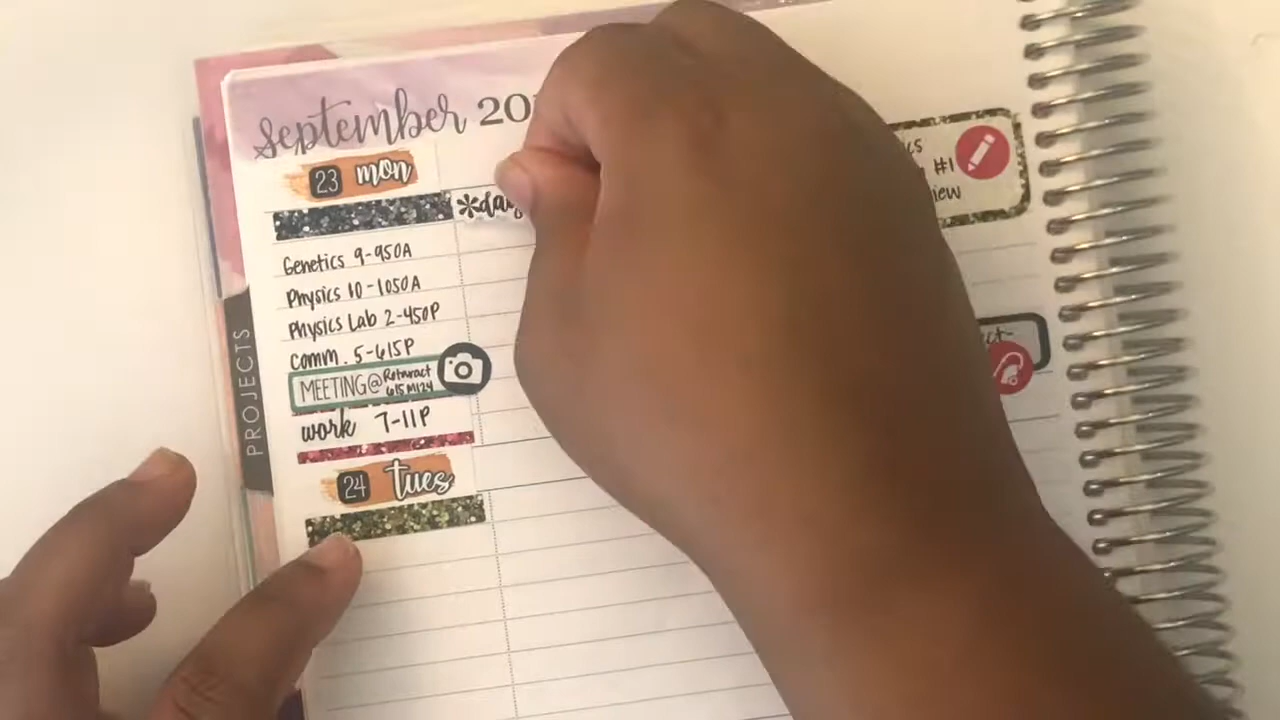 September 20
23 mon
*day
Genetics 9-950A
Physics 10-1050A
Physics Lab 2-450P
comm. 5-615P
MEETING@ Rotaract
615 M124
work 7-11P
24 tues
PROJECTS
#1